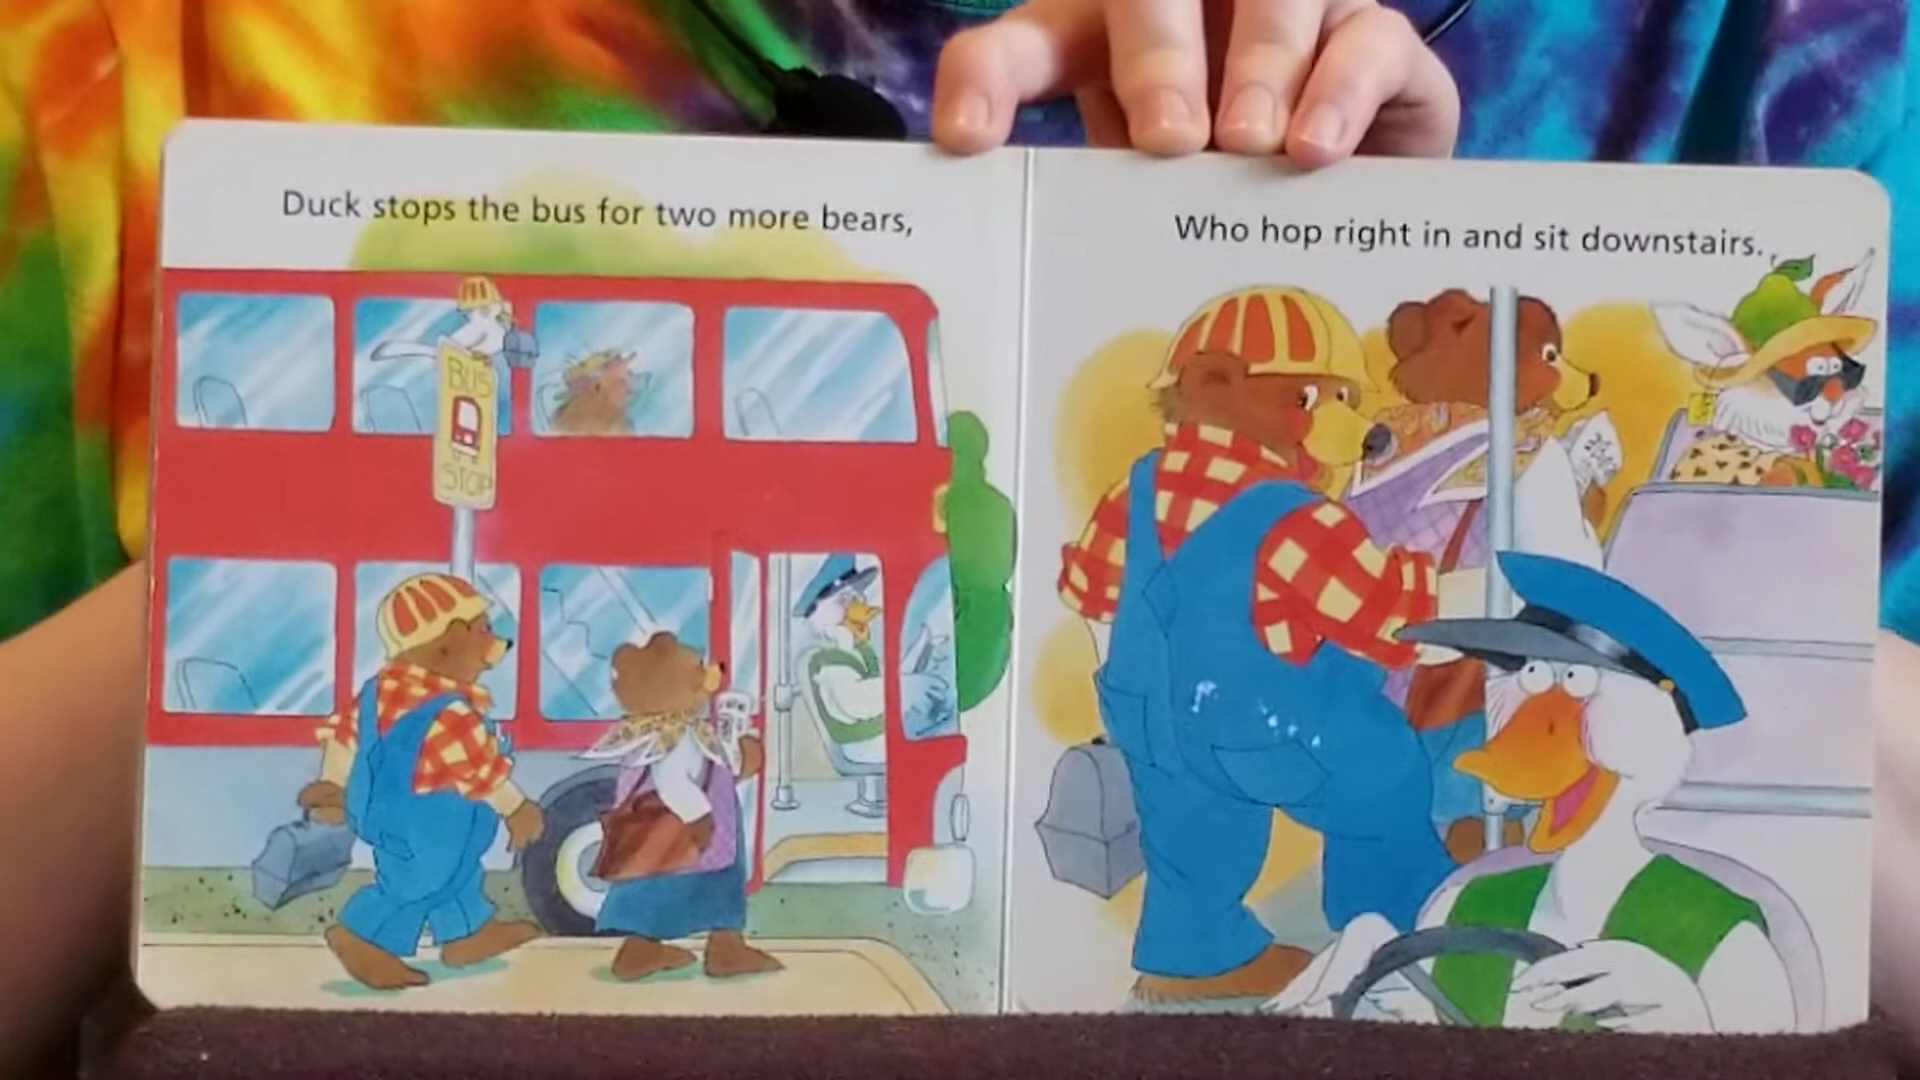 Duck stops the bus for two more bears,
Who hop right in and sit downstairs.
BUS
STOP